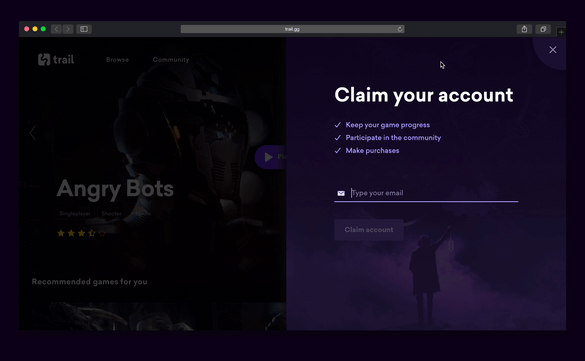 trail.gg
trail
Browse
Community
Angry Bots
Singleplayer
Shooter
Recommended games for you
Claim your account
Keep your game progress
Participate in the community
Make purchases
Type your email
Claim account